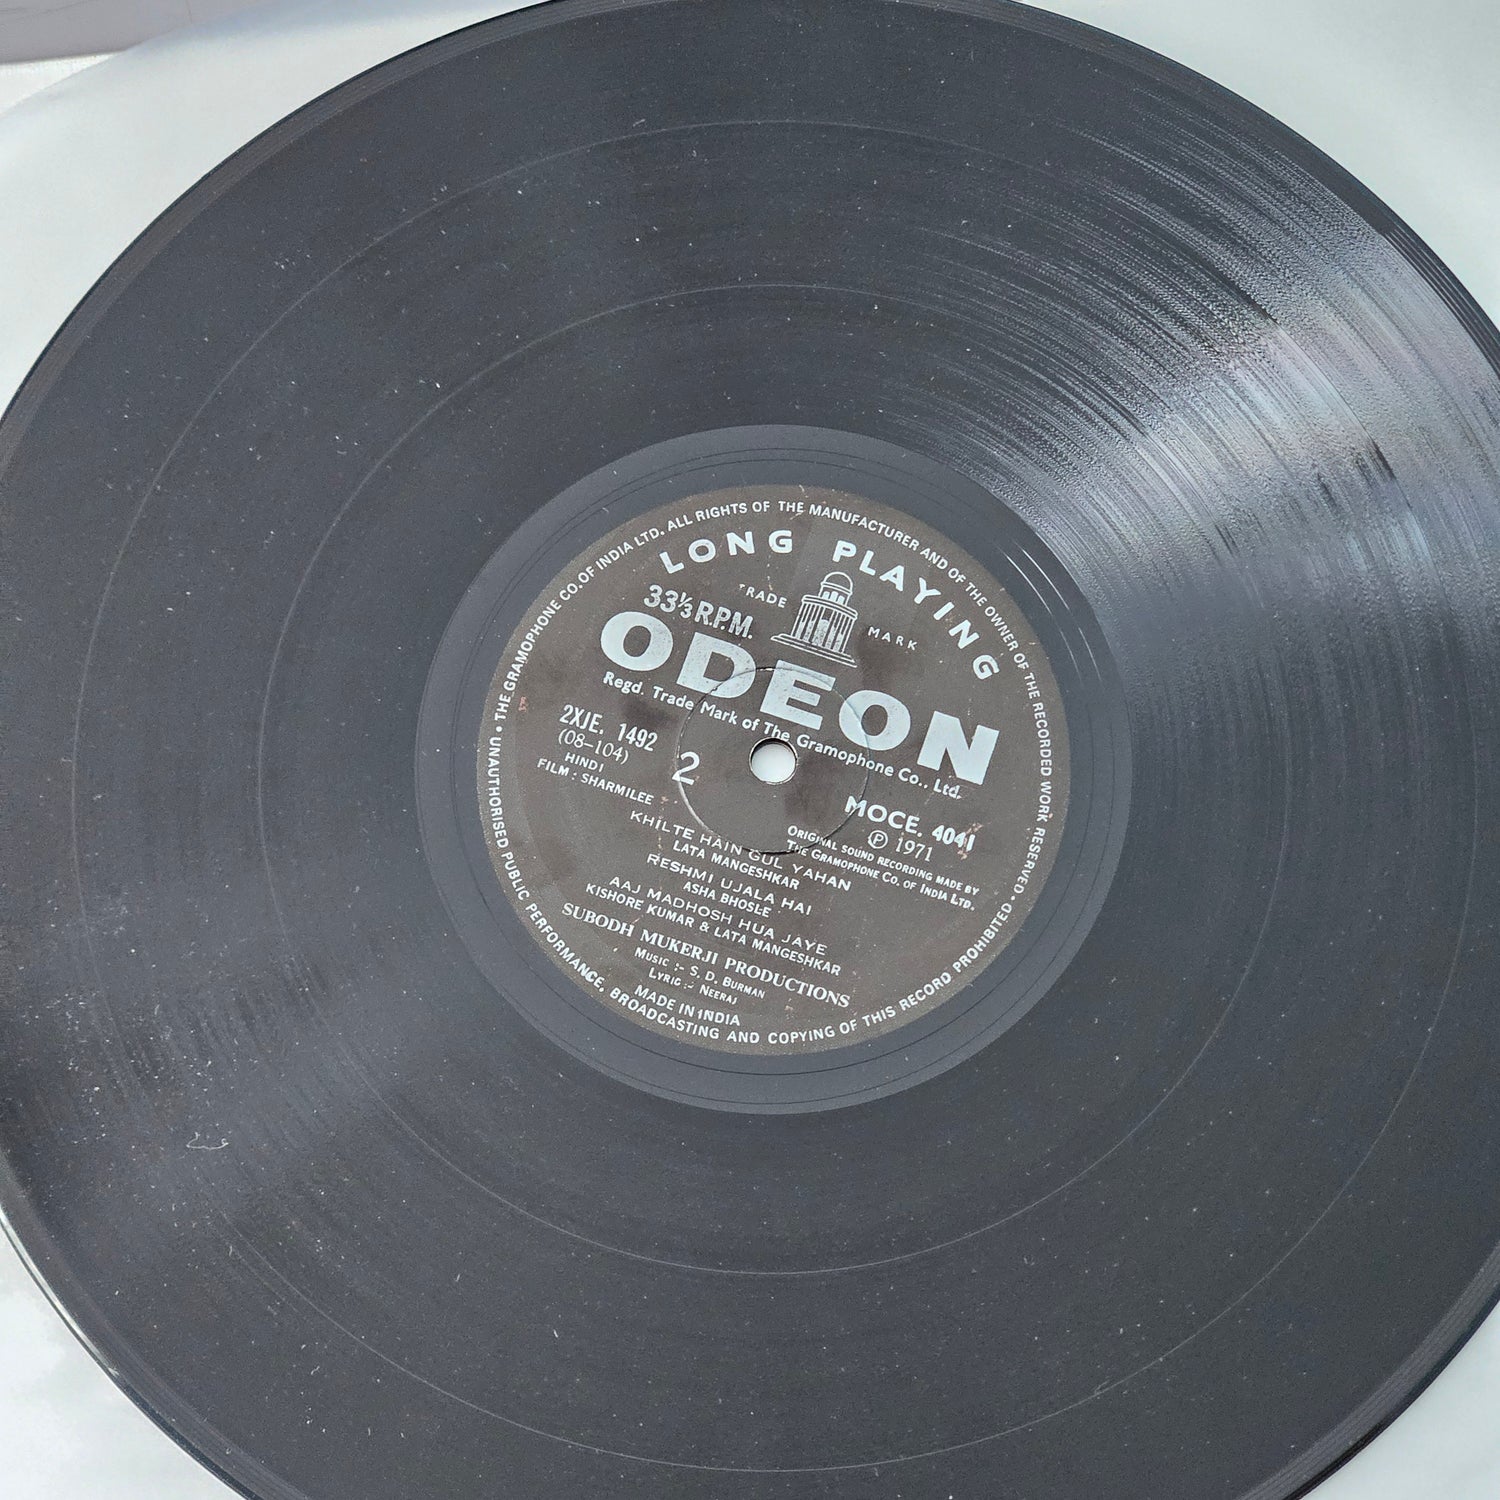 UNAUTHORISED PUBLIC PERFORMANCE, BROADCASTING AND COPYING OF THIS RECORD PROHIBITED • THE GRAMOPHONE CO. OF INDIA LTD. ALL RIGHTS OF THE MANUFACTURER AND OF THE OWNER OF THE RECORDED WORK RESERVED •
LONG PLAYING
TRADE MARK
33⅓ R.P.M.
ODEON
Regd. Trade Mark of The Gramophone Co., Ltd.
2XJE. 1492
(08-104)
2
HINDI
FILM : SHARMILEE
MOCE. 4041
Ⓟ 1971
ORIGINAL SOUND RECORDING MADE BY
THE GRAMOPHONE CO. OF INDIA LTD.
KHILTE HAIN GUL YAHAN
LATA MANGESHKAR
RESHMI UJALA HAI
ASHA BHOSLE
AAJ MADHOSH HUA JAYE
KISHORE KUMAR & LATA MANGESHKAR
SUBODH MUKERJI PRODUCTIONS
MUSIC :- S. D. BURMAN
LYRIC :- NEERAJ
MADE IN INDIA